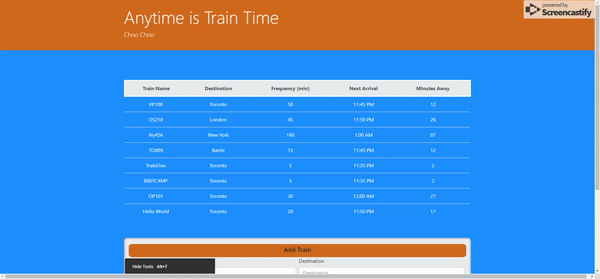 Anytime is Train Time
Choo Choo
powered by
Screencastify
Train Name Destination Frequency (min) Next Arrival Minutes Away
VIP100 Toronto 50 11:45 PM 12
I2S210 London 45 11:59 PM 26
Ny456 New York 160 1:00 AM 87
TO009 Barrie 15 11:45 PM 12
TrainOne Toronto 5 11:35 PM 2
B00TC4MP Toronto 5 11:35 PM 2
OP101 Toronto 30 12:00 AM 27
Hello World Toronto 20 11:50 PM 17
Add Train
Hide Tools Alt+T
Destination
Destination